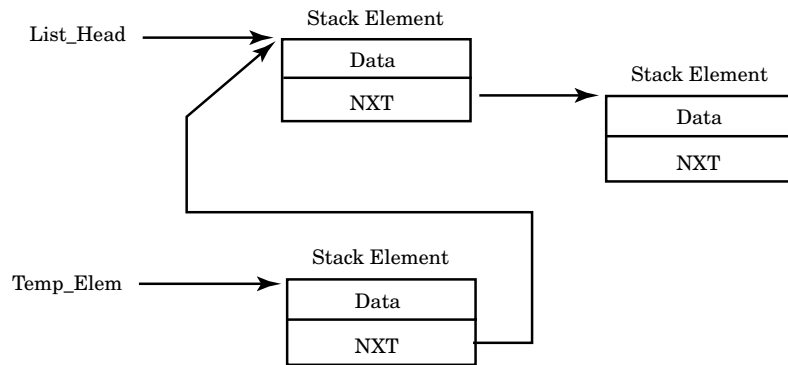 Stack Element
List_Head
Data
NXT
Stack Element
Data
NXT
Stack Element
Temp_Elem
Data
NXT